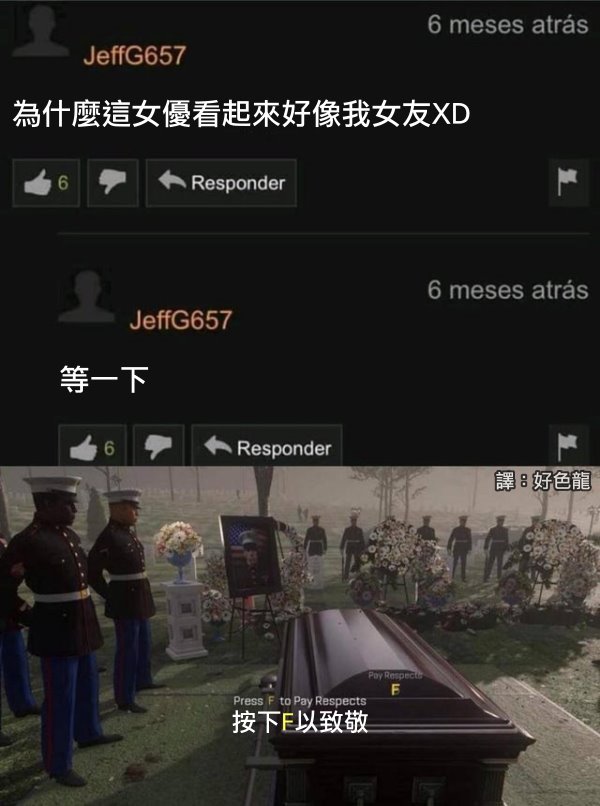 6 meses atrás
JeffG657
為什麼這女優看起來好像我女友XD
6
Responder
6 meses atrás
JeffG657
等一下
6
Responder
譯：好色龍
Pay Respects
F
Press F to Pay Respects
按下F以致敬